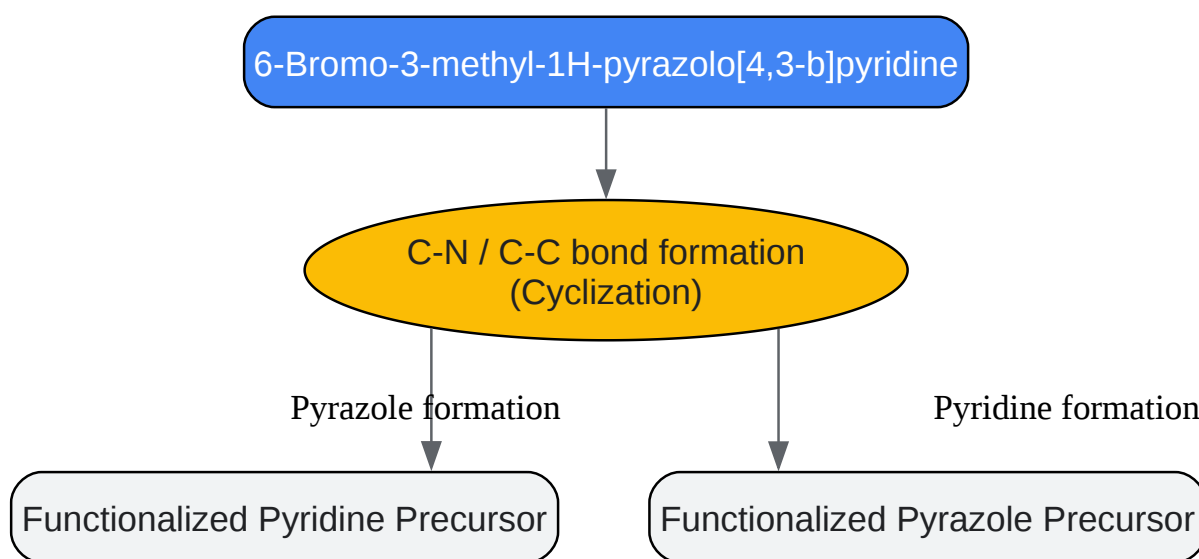 6-Bromo-3-methyl-1H-pyrazolo[4,3-b]pyridine
C-N / C-C bond formation
(Cyclization)
Pyrazole formation
Pyridine formation
Functionalized Pyridine Precursor
Functionalized Pyrazole Precursor